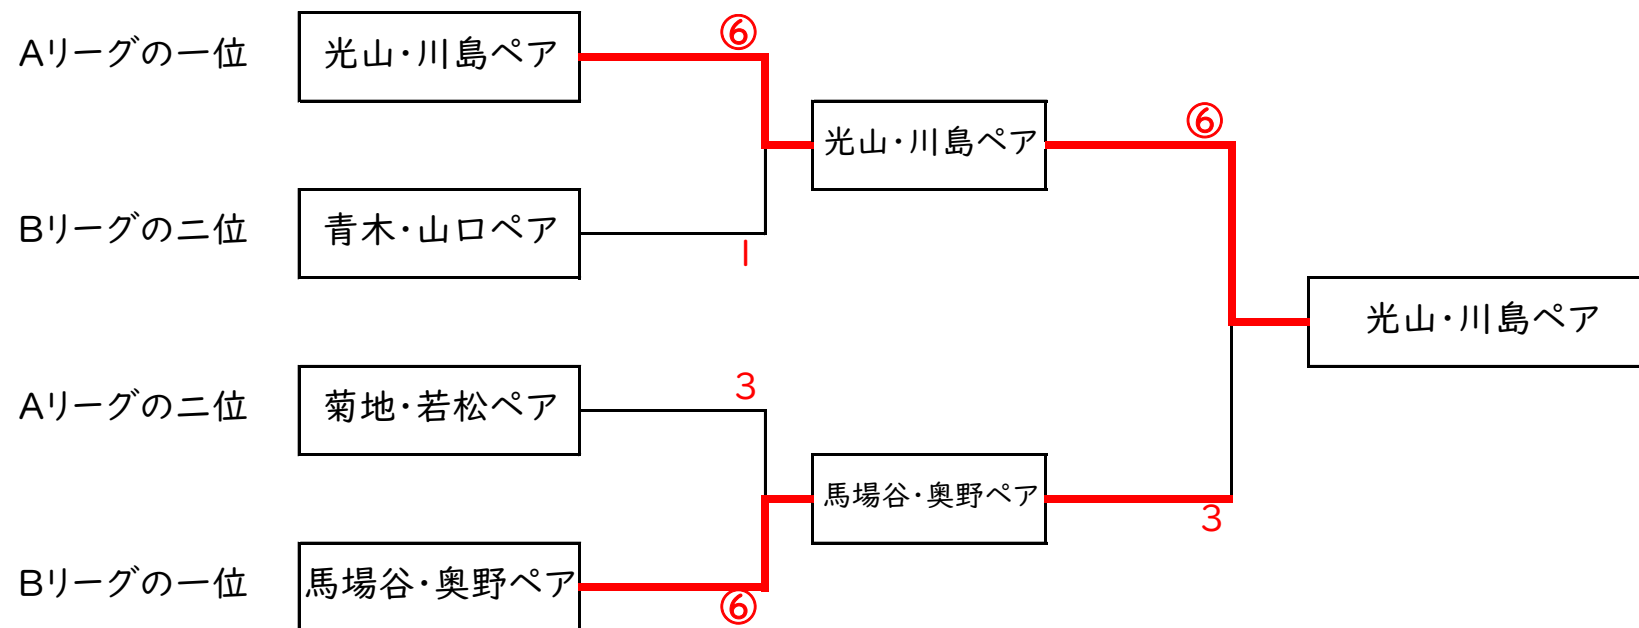 Aリーグの一位
光山・川島ペア
⑥
光山・川島ペア
⑥
Bリーグの二位
青木・山口ペア
1
光山・川島ペア
Aリーグの二位
菊地・若松ペア
3
馬場谷・奥野ペア
3
Bリーグの一位
馬場谷・奥野ペア
⑥